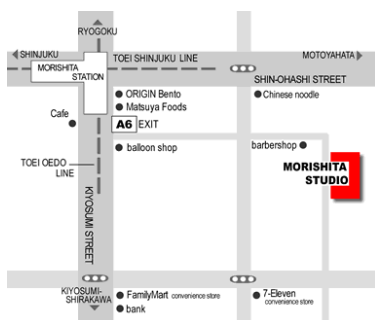 RYOGOKU
SHINJUKU
TOEI SHINJUKU LINE
MOTOYAHATA
MORISHITA
STATION
SHIN-OHASHI STREET
ORIGIN Bento
Chinese noodle
Matsuya Foods
Cafe
A6 EXIT
balloon shop
barbershop
TOEI OEDO
LINE
MORISHITA
STUDIO
KIYOSUMI STREET
KIYOSUMI-
SHIRAKAWA
FamilyMart convenience store
bank
7-Eleven
convenience store